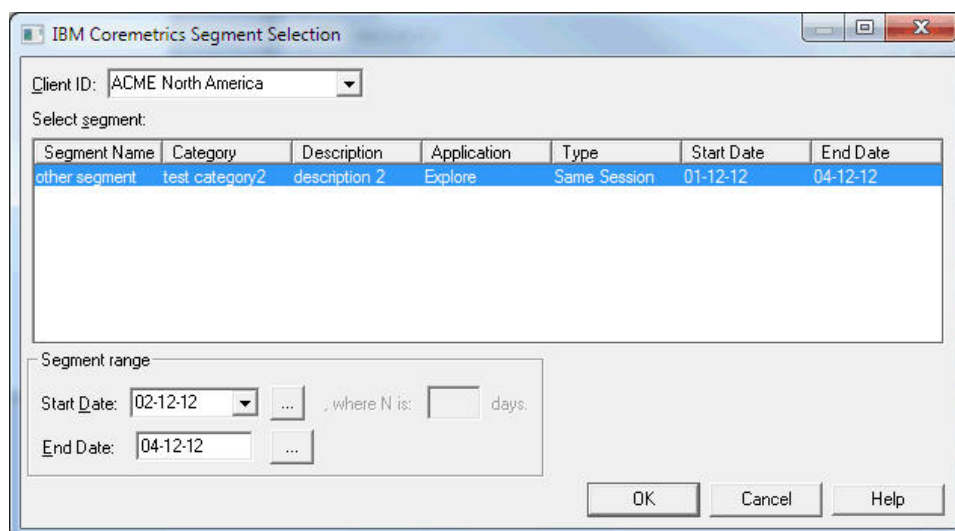 IBM Coremetrics Segment Selection
Client ID: ACME North America
Select segment:
Segment Name Category Description Application Type Start Date End Date
other segment test category2 description 2 Explore Same Session 01-12-12 04-12-12
Segment range
Start Date: 02-12-12 ... , where N is: days.
End Date: 04-12-12 ...
OK Cancel Help